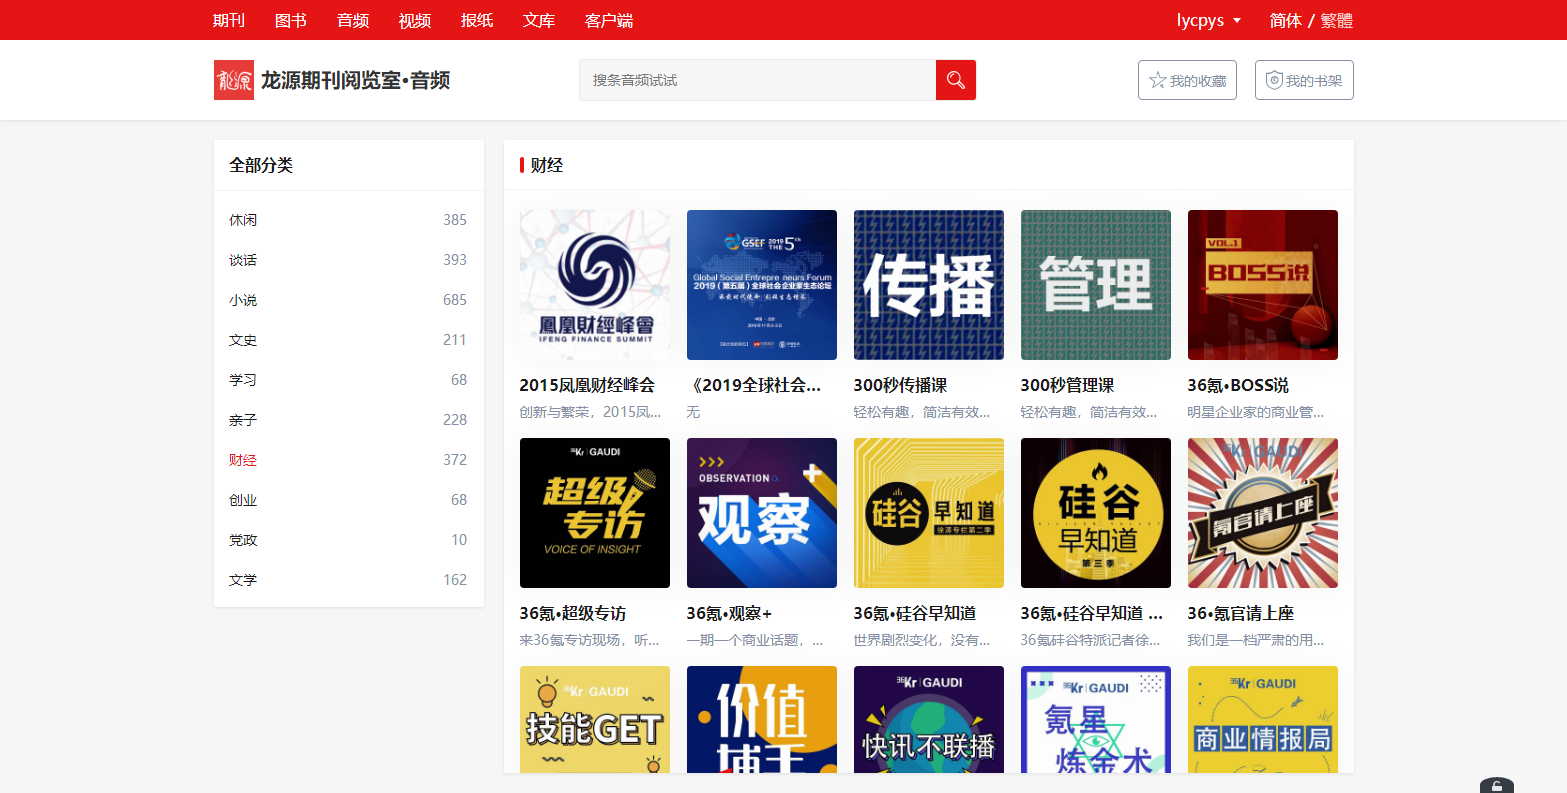 期刊 图书 音频 视频 报纸 文库 客户端 lycpys 简体 / 繁體
龙源 龙源期刊阅览室•音频 搜条音频试试 我的收藏 我的书架
全部分类
休闲 385
谈话 393
小说 685
文史 211
学习 68
亲子 228
财经 372
创业 68
党政 10
文学 162
财经
鳳凰財經峰會
IFENG FINANCE SUMMIT
2015凤凰财经峰会
创新与繁荣，2015凤...
GSEF 2019 THE 5th
Global Social Entrepre neurs Forum
2019（第五届）全球社会企业家生态论坛
《2019全球社会...
无
传播
300秒传播课
轻松有趣，简洁有效...
管理
300秒管理课
轻松有趣，简洁有效...
VOL.1
BOSS说
36氪•BOSS说
明星企业家的商业管...
36Kr GAUDI
超级
专访
VOICE OF INSIGHT
36氪•超级专访
来36氪专访现场，听...
OBSERVATION
观察
36氪•观察+
一期一个商业话题，...
硅谷 早知道
徐涛专栏第二季
36氪•硅谷早知道
世界剧烈变化，没有...
硅谷
SILICON VALLEY
早知道
第三季
36氪•硅谷早知道 ...
36氪硅谷特派记者徐...
36Kr GAUDI
氪官请上座
36•氪官请上座
我们是一档严肃的用...
36Kr GAUDI
技能GET
价值
捕手
36Kr GAUDI
快讯不联播
36Kr GAUDI
氪星
炼金术
36Kr GAUDI
商业情报局